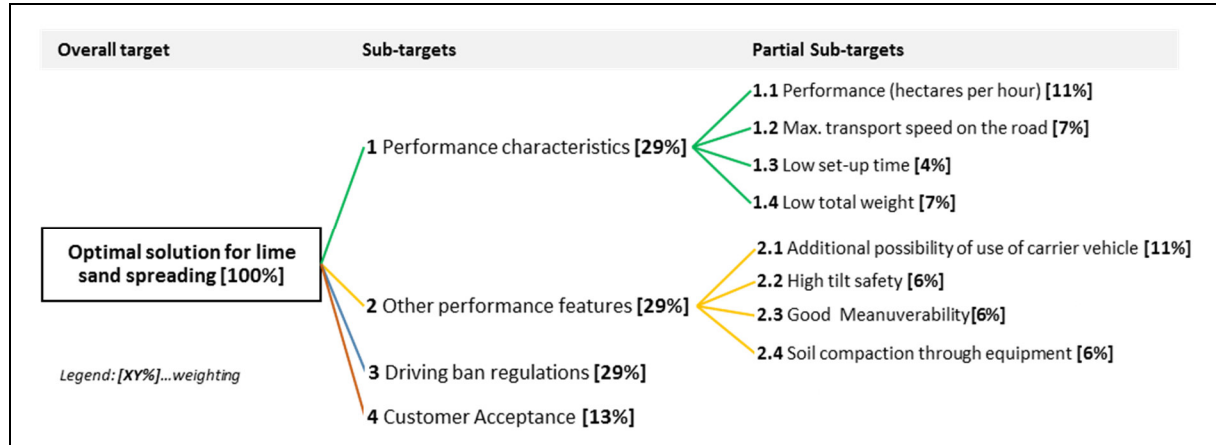 Overall target
Sub-targets
Partial Sub-targets
1.1 Performance (hectares per hour) [11%]
1.2 Max. transport speed on the road [7%]
1 Performance characteristics [29%]
1.3 Low set-up time [4%]
1.4 Low total weight [7%]
Optimal solution for lime
sand spreading [100%]
2.1 Additional possibility of use of carrier vehicle [11%]
2.2 High tilt safety [6%]
2 Other performance features [29%]
2.3 Good Meanuverability[6%]
2.4 Soil compaction through equipment [6%]
Legend: [XY%]...weighting
3 Driving ban regulations [29%]
4 Customer Acceptance [13%]